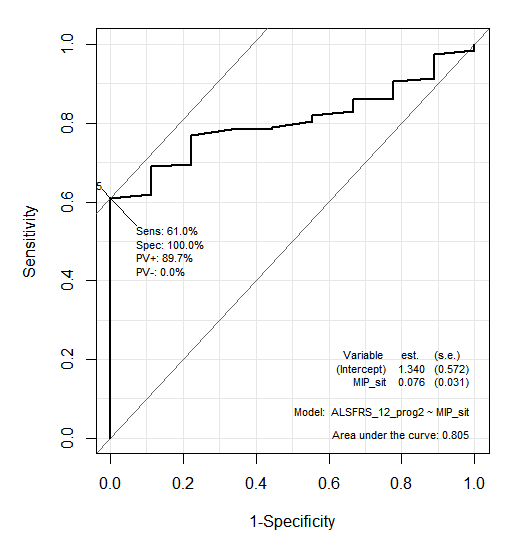 1.0
0.8
0.6
0.4
0.2
0.0
Sensitivity
5
Sens: 61.0%
Spec: 100.0%
PV+: 89.7%
PV-: 0.0%
Variable est. (s.e.)
(Intercept) 1.340 (0.572)
MIP_sit 0.076 (0.031)
Model: ALSFRS_12_prog2 ~ MIP_sit
Area under the curve: 0.805
0.0 0.2 0.4 0.6 0.8 1.0
1-Specificity